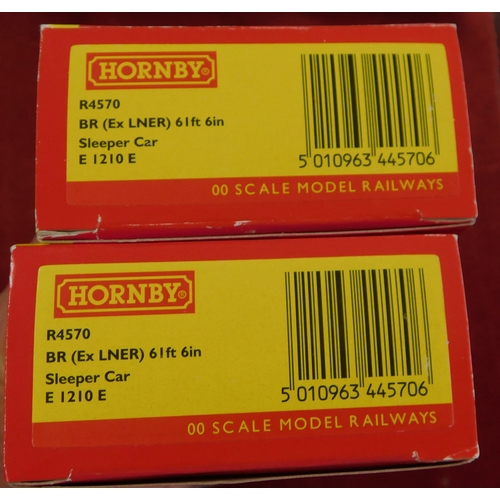 HORNBY®
R4570
BR (Ex LNER) 61ft 6in
Sleeper Car
E 1210 E
5 010963 445706
00 SCALE MODEL RAILWAYS
HORNBY®
R4570
BR (Ex LNER) 61ft 6in
Sleeper Car
E 1210 E
5 010963 445706
00 SCALE MODEL RAILWAYS